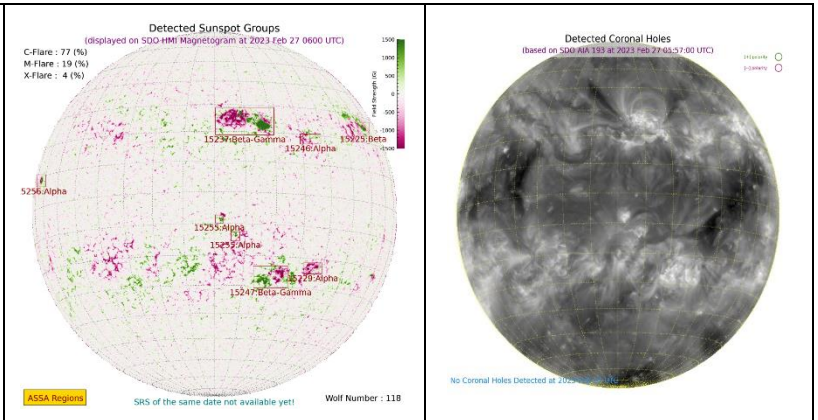 Detected Sunspot Groups
(displayed on SDO HMI Magnetogram at 2023 Feb 27 0600 UTC)
C-Flare : 77 (%)
M-Flare : 19 (%)
X-Flare : 4 (%)
1500
1000
500
0
-500
-1000
-1500
Field Strength (G)
15237:Beta-Gamma
15246:Alpha
15225:Beta
5256:Alpha
15255:Alpha
:Alpha
15229:Alpha
15247:Beta-Gamma
ASSA Regions
SRS of the same date not available yet!
Wolf Number : 118
Detected Coronal Holes
(based on SDO AIA 193 at 2023 Feb 27 05:57:00 UTC)
No Coronal Holes Detected at